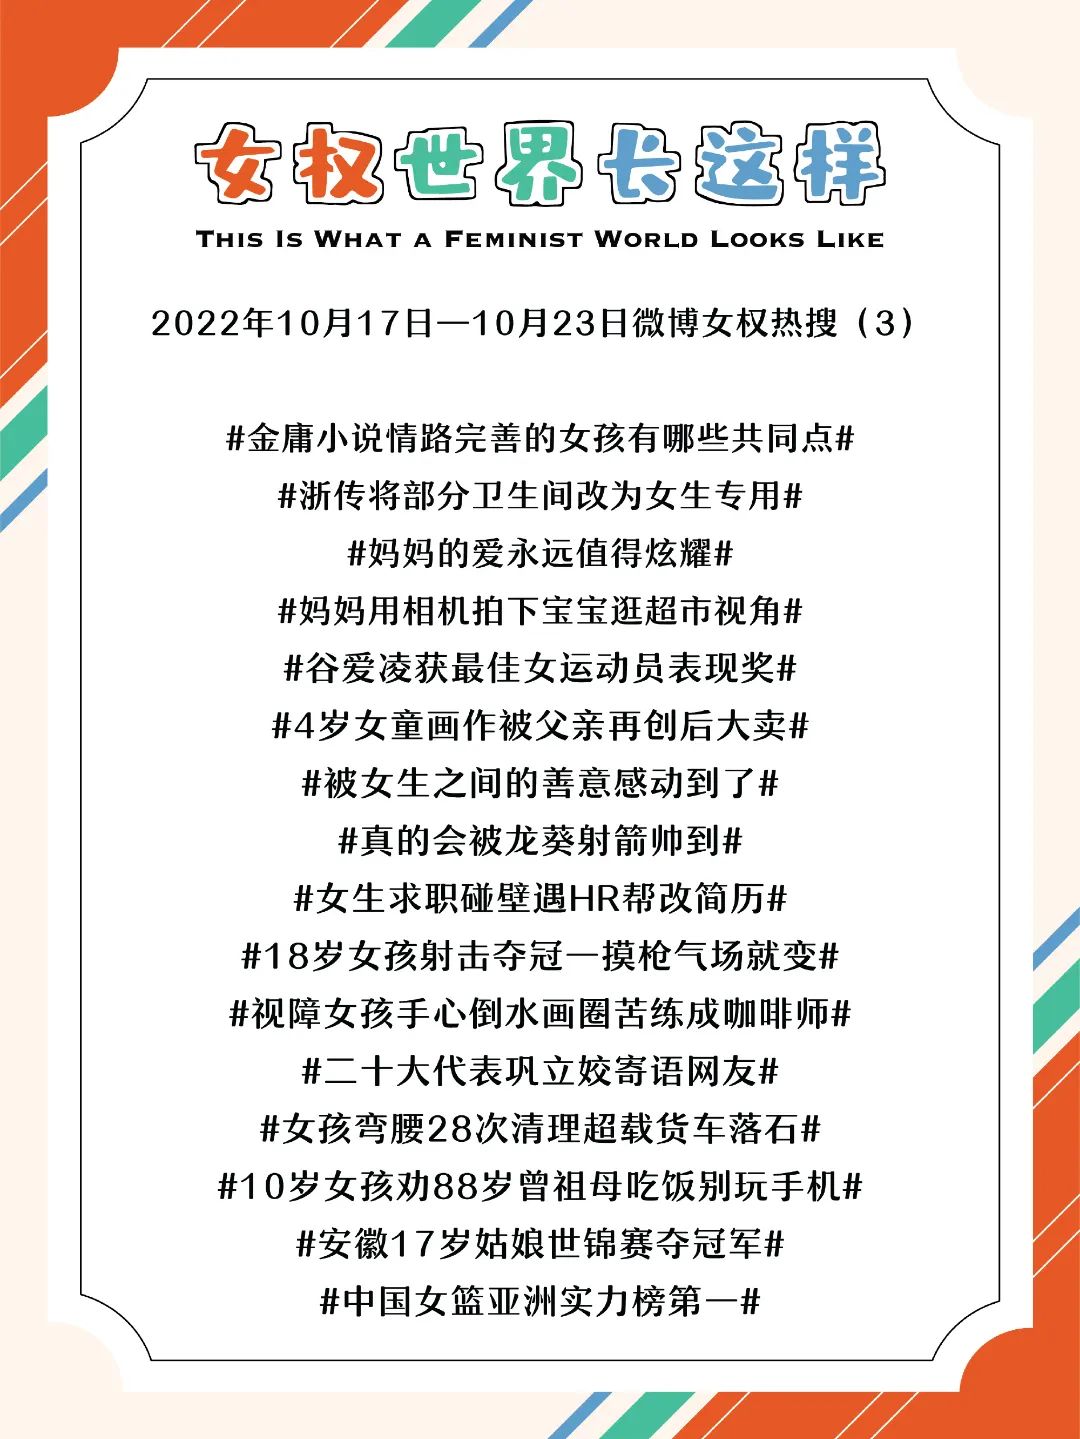 女权世界长这样
THIS IS WHAT A FEMINIST WORLD LOOKS LIKE
2022年10月17日—10月23日微博女权热搜（3）
#金庸小说情路完善的女孩有哪些共同点#
#浙传将部分卫生间改为女生专用#
#妈妈的爱永远值得炫耀#
#妈妈用相机拍下宝宝逛超市视角#
#谷爱凌获最佳女运动员表现奖#
#4岁女童画作被父亲再创后大卖#
#被女生之间的善意感动到了#
#真的会被龙葵射箭帅到#
#女生求职碰壁遇HR帮改简历#
#18岁女孩射击夺冠一摸枪气场就变#
#视障女孩手心倒水画圈苦练成咖啡师#
#二十大代表巩立姣寄语网友#
#女孩弯腰28次清理超载货车落石#
#10岁女孩劝88岁曾祖母吃饭别玩手机#
#安徽17岁姑娘世锦赛夺冠军#
#中国女篮亚洲实力榜第一#